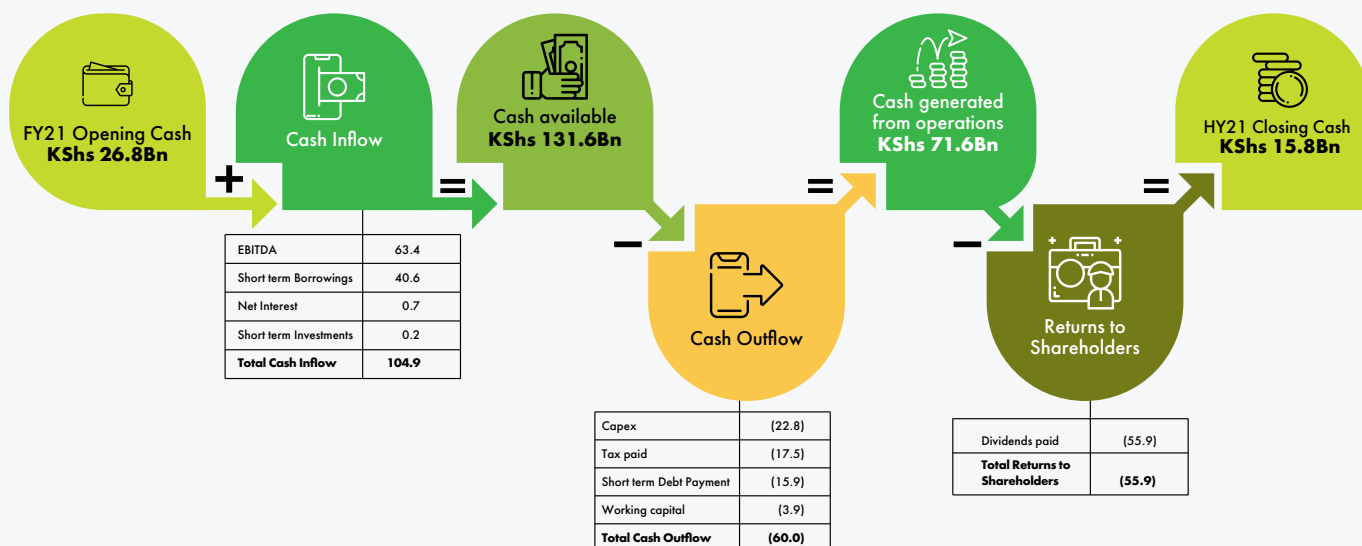 FY21 Opening Cash
KShs 26.8Bn
+
Cash Inflow
EBITDA 63.4
Short term Borrowings 40.6
Net Interest 0.7
Short term Investments 0.2
Total Cash Inflow 104.9
=
Cash available
KShs 131.6Bn
–
Cash Outflow
Capex (22.8)
Tax paid (17.5)
Short term Debt Payment (15.9)
Working capital (3.9)
Total Cash Outflow (60.0)
=
Cash generated
from operations
KShs 71.6Bn
–
Returns to
Shareholders
Dividends paid (55.9)
Total Returns to
Shareholders (55.9)
=
HY21 Closing Cash
KShs 15.8Bn